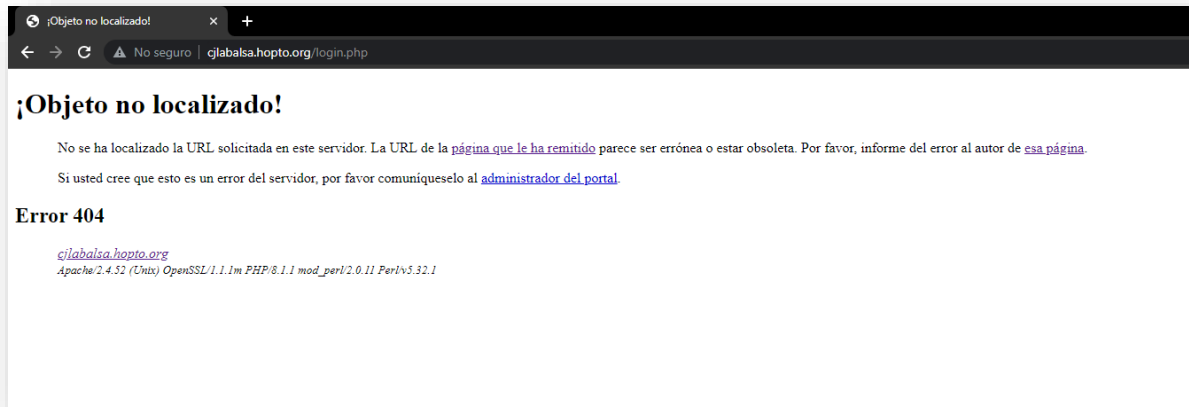 ¡Objeto no localizado!
No seguro | cjlabalsa.hopto.org/login.php
¡Objeto no localizado!
No se ha localizado la URL solicitada en este servidor. La URL de la página que le ha remitido parece ser errónea o estar obsoleta. Por favor, informe del error al autor de esa página.
Si usted cree que esto es un error del servidor, por favor comuníqueselo al administrador del portal.
Error 404
cjlabalsa.hopto.org
Apache/2.4.52 (Unix) OpenSSL/1.1.1m PHP/8.1.1 mod_perl/2.0.11 Perl/v5.32.1